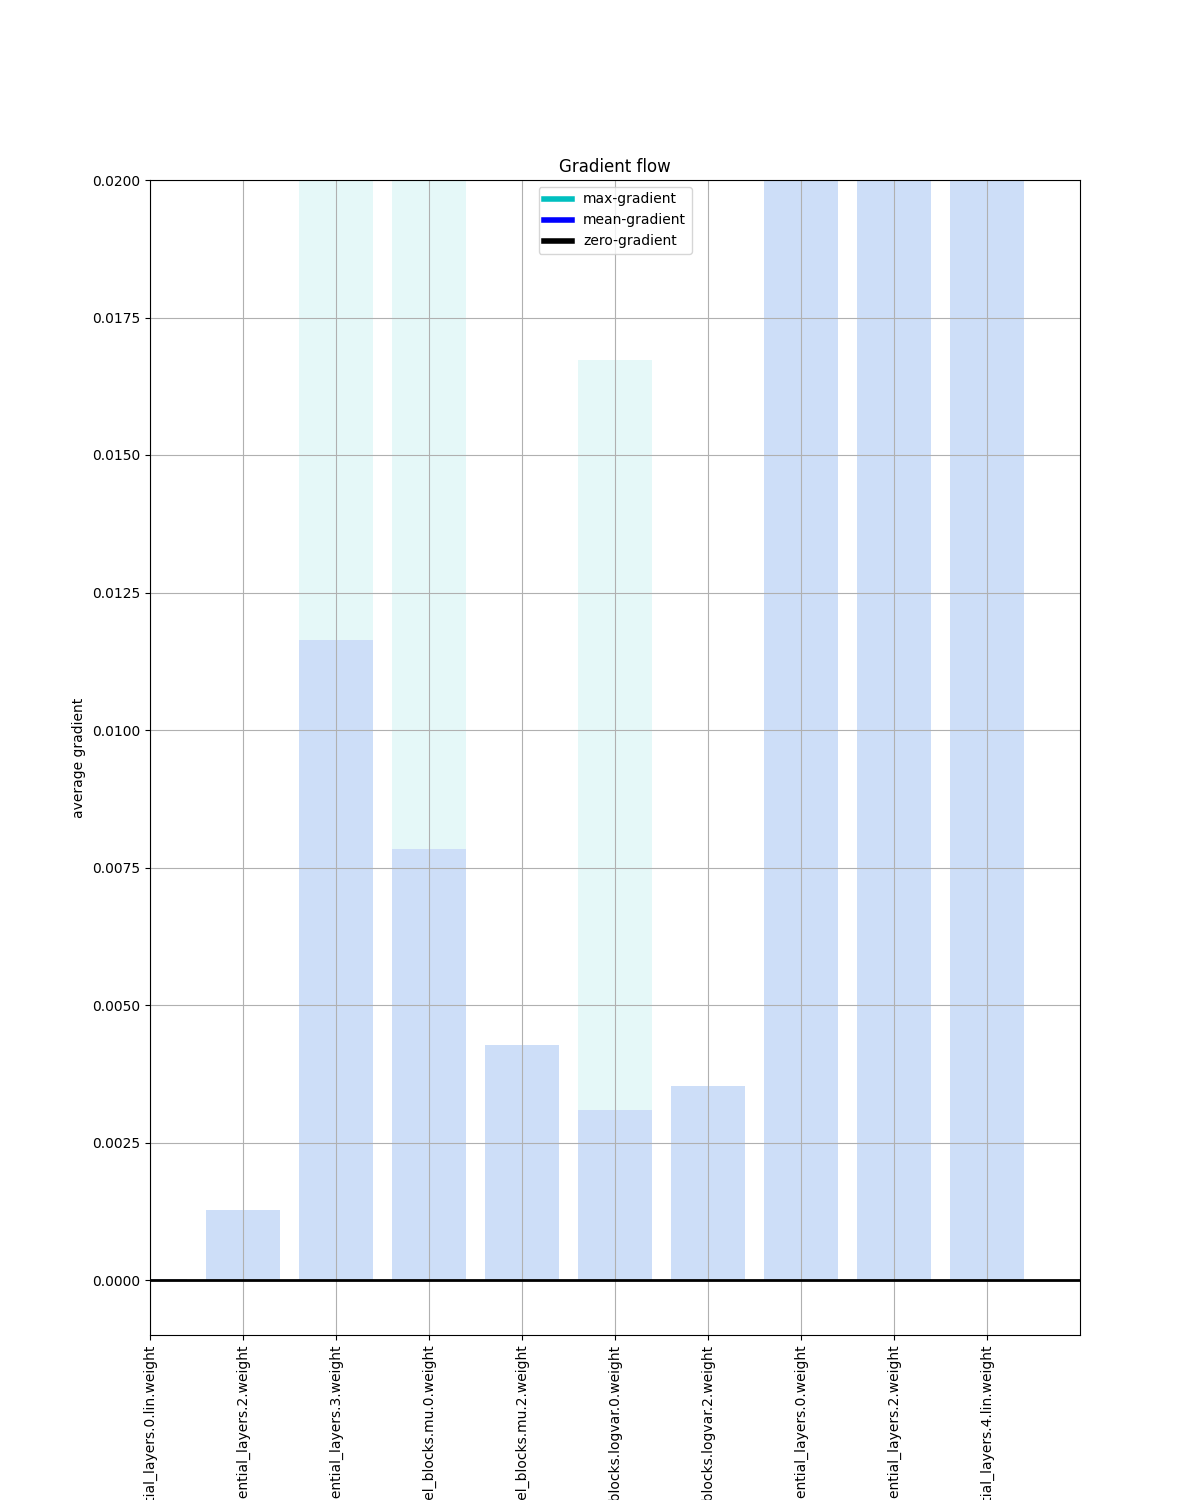 Gradient flow
max-gradient
mean-gradient
zero-gradient
0.0200
0.0175
0.0150
0.0125
0.0100
0.0075
0.0050
0.0025
0.0000
average gradient
tial_layers.0.lin.weight
ential_layers.2.weight
ential_layers.3.weight
el_blocks.mu.0.weight
el_blocks.mu.2.weight
blocks.logvar.0.weight
blocks.logvar.2.weight
ential_layers.0.weight
ential_layers.2.weight
tial_layers.4.lin.weight